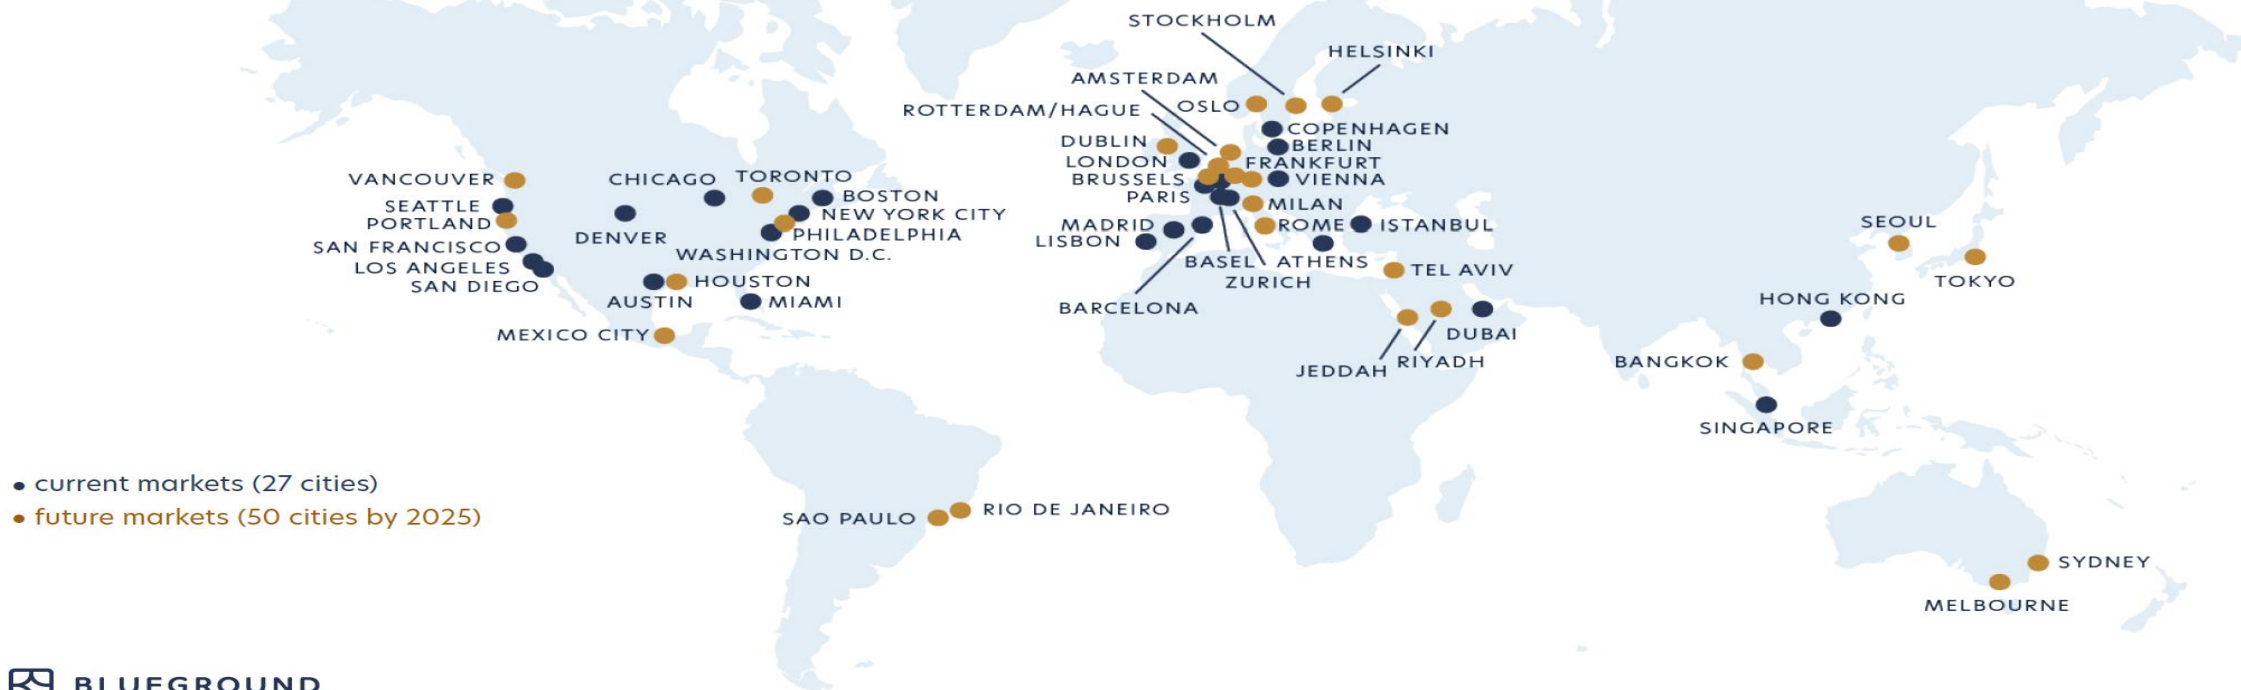 STOCKHOLM
HELSINKI
AMSTERDAM
ROTTERDAM/HAGUE
OSLO
COPENHAGEN
DUBLIN
BERLIN
LONDON
FRANKFURT
BRUSSELS
VIENNA
PARIS
MILAN
MADRID
ROME
ISTANBUL
LISBON
BASEL
ATHENS
ZURICH
TEL AVIV
BARCELONA
DUBAI
JEDDAH
RIYADH
VANCOUVER
CHICAGO
TORONTO
SEATTLE
BOSTON
PORTLAND
NEW YORK CITY
DENVER
PHILADELPHIA
SAN FRANCISCO
WASHINGTON D.C.
LOS ANGELES
SAN DIEGO
HOUSTON
AUSTIN
MIAMI
MEXICO CITY
SEOUL
TOKYO
HONG KONG
BANGKOK
SINGAPORE
• current markets (27 cities)
• future markets (50 cities by 2025)
SAO PAULO
RIO DE JANEIRO
SYDNEY
MELBOURNE
BLUEGROUND